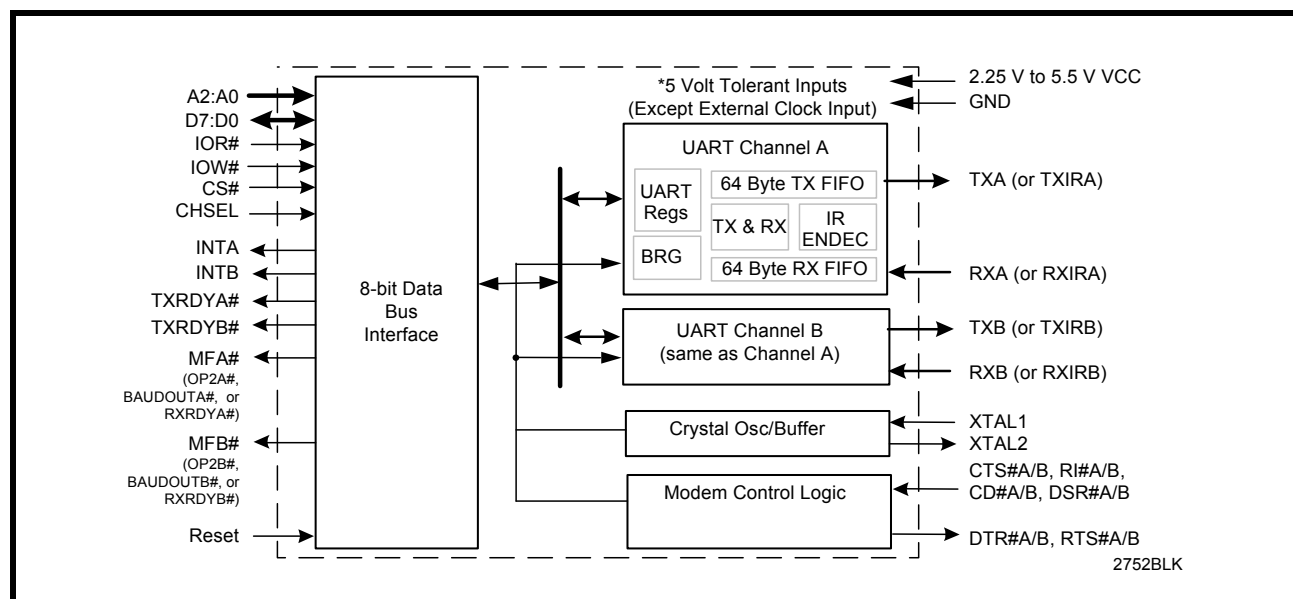 A2:A0
D7:D0
IOR#
IOW#
CS#
CHSEL
INTA
INTB
TXRDYA#
TXRDYB#
MFA#
(OP2A#,
BAUDOUTA#, or
RXRDYA#)
MFB#
(OP2B#,
BAUDOUTB#, or
RXRDYB#)
Reset
8-bit Data
Bus
Interface
*5 Volt Tolerant Inputs
(Except External Clock Input)
UART Channel A
UART
Regs
BRG
64 Byte TX FIFO
TX & RX
IR
ENDEC
64 Byte RX FIFO
UART Channel B
(same as Channel A)
Crystal Osc/Buffer
Modem Control Logic
2.25 V to 5.5 V VCC
GND
TXA (or TXIRA)
RXA (or RXIRA)
TXB (or TXIRB)
RXB (or RXIRB)
XTAL1
XTAL2
CTS#A/B, RI#A/B,
CD#A/B, DSR#A/B
DTR#A/B, RTS#A/B
2752BLK